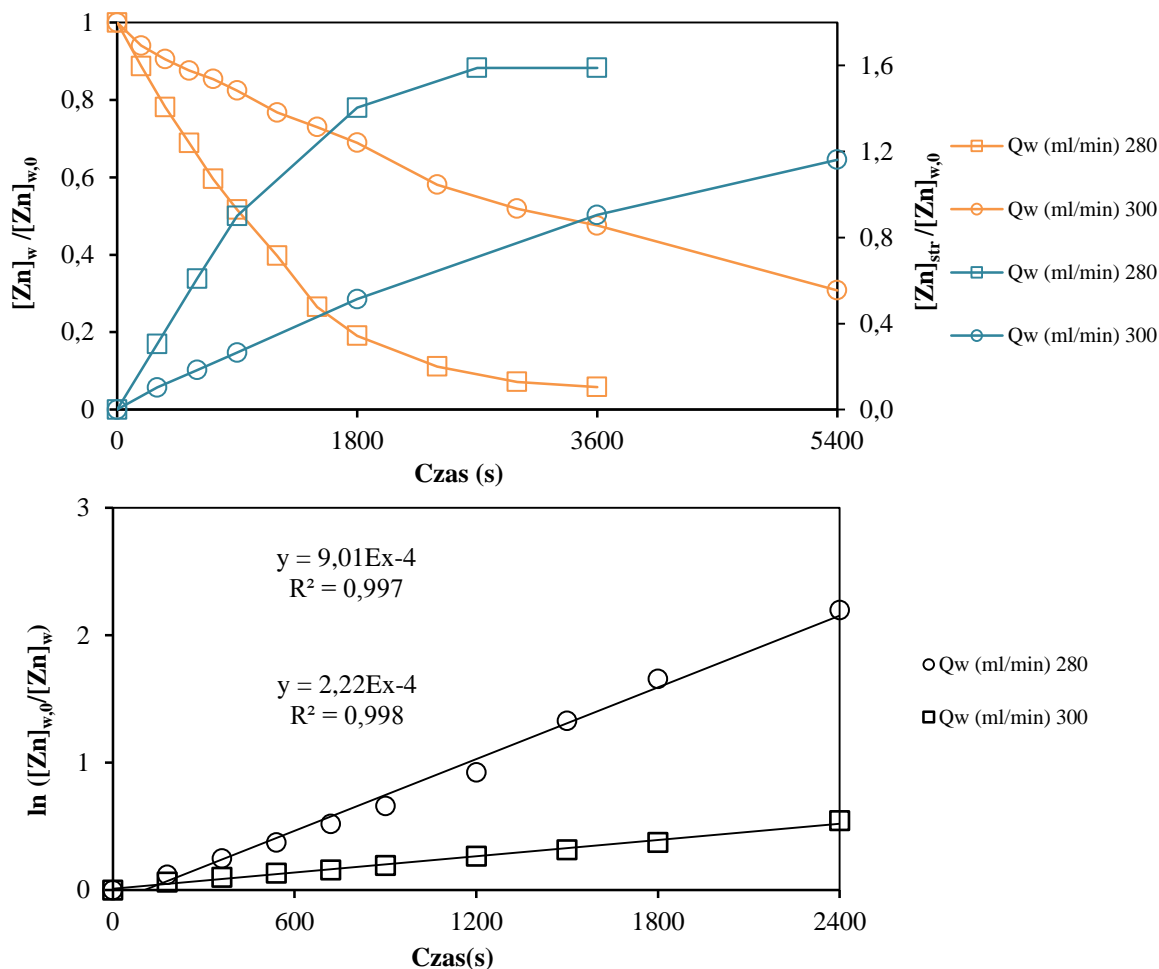 0
0,2
0,4
0,6
0,8
1
[Zn]w /[Zn]w,0
0,0
0,4
0,8
1,2
1,6
[Zn]str /[Zn]w,0
0 1800 3600 5400
Czas (s)
Qw (ml/min) 280
Qw (ml/min) 300
Qw (ml/min) 280
Qw (ml/min) 300
0
1
2
3
ln ([Zn]w,0/[Zn]w)
y = 9,01Ex-4
R² = 0,997
y = 2,22Ex-4
R² = 0,998
0 600 1200 1800 2400
Czas(s)
Qw (ml/min) 280
Qw (ml/min) 300